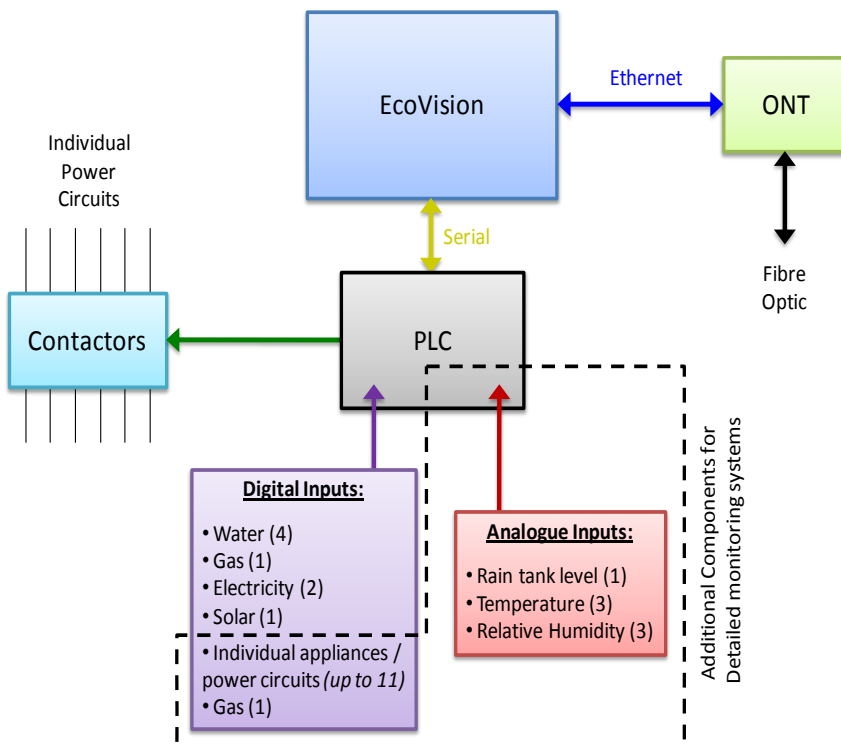 EcoVision
Ethernet
ONT
Individual
Power
Circuits
Serial
Fibre
Optic
Contactors
PLC
Digital Inputs:
• Water (4)
• Gas (1)
• Electricity (2)
• Solar (1)
• Individual appliances /
power circuits (up to 11)
• Gas (1)
Analogue Inputs:
• Rain tank level (1)
• Temperature (3)
• Relative Humidity (3)
Additional Components for
Detailed monitoring systems